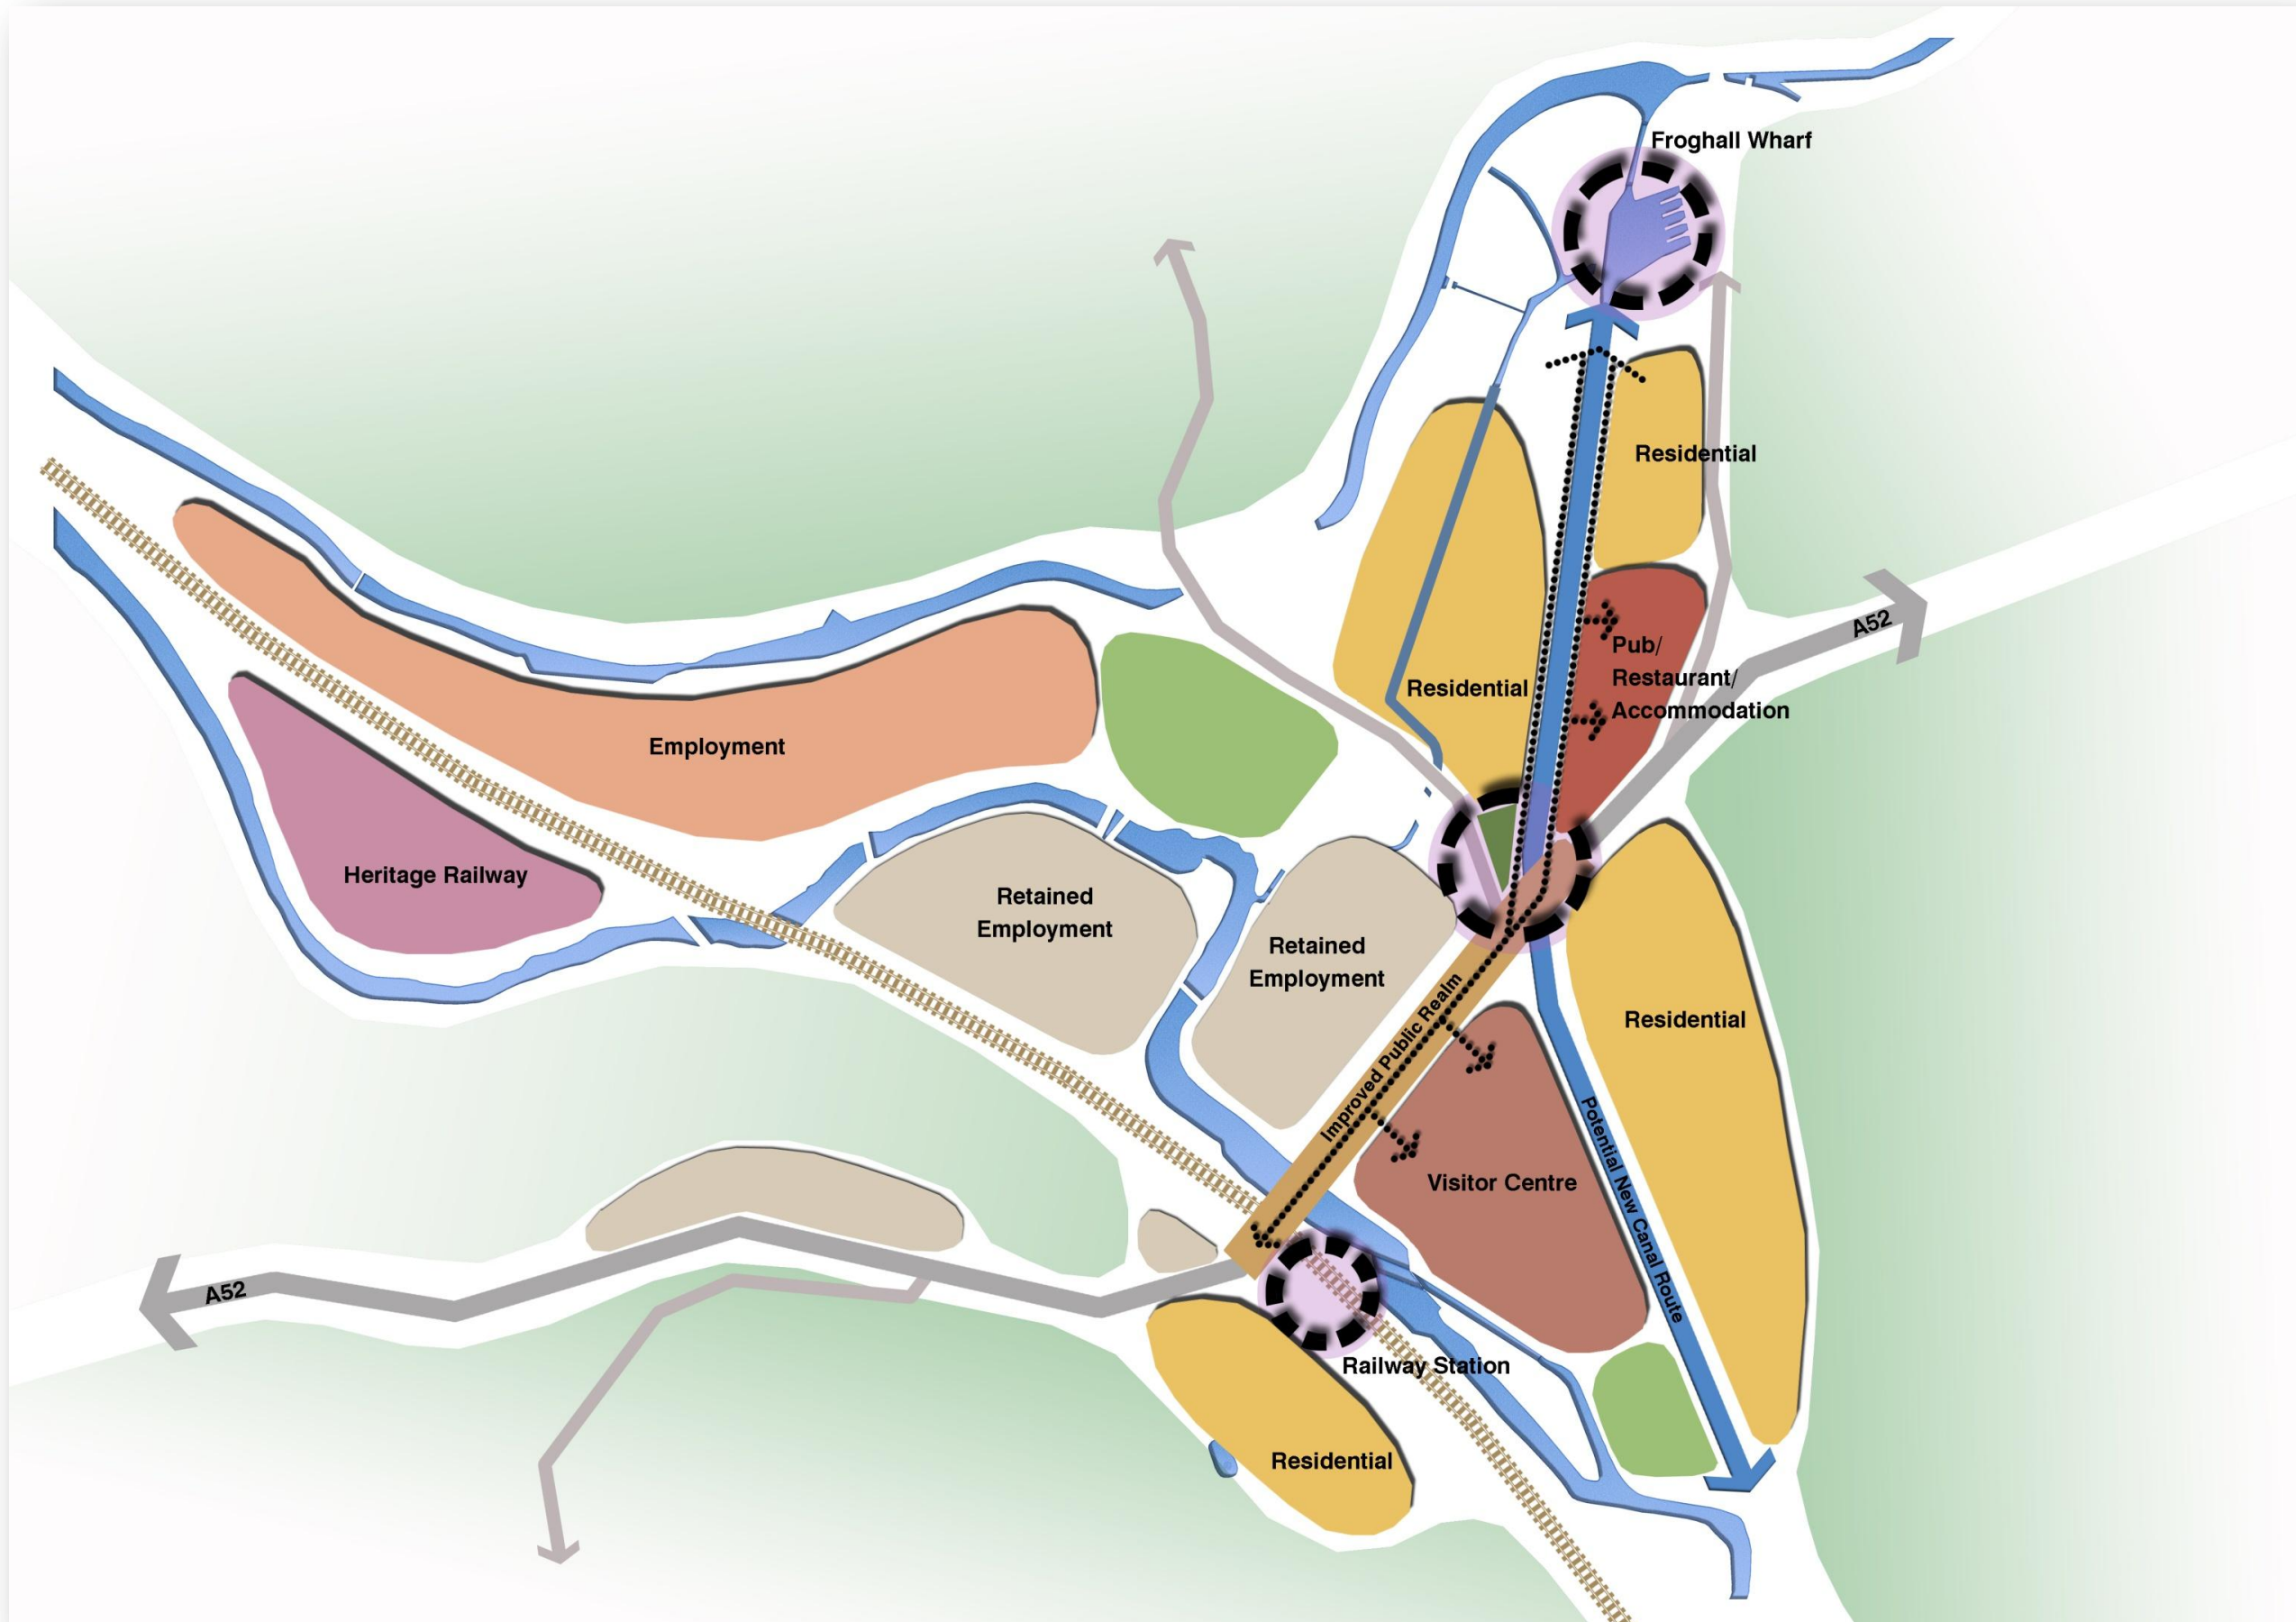 Froghall Wharf
Residential
A52
Pub/
Restaurant/
Accommodation
Residential
Employment
Heritage Railway
Retained
Employment
Retained
Employment
Improved Public Realm
Residential
Visitor Centre
Potential New Canal Route
A52
Railway Station
Residential